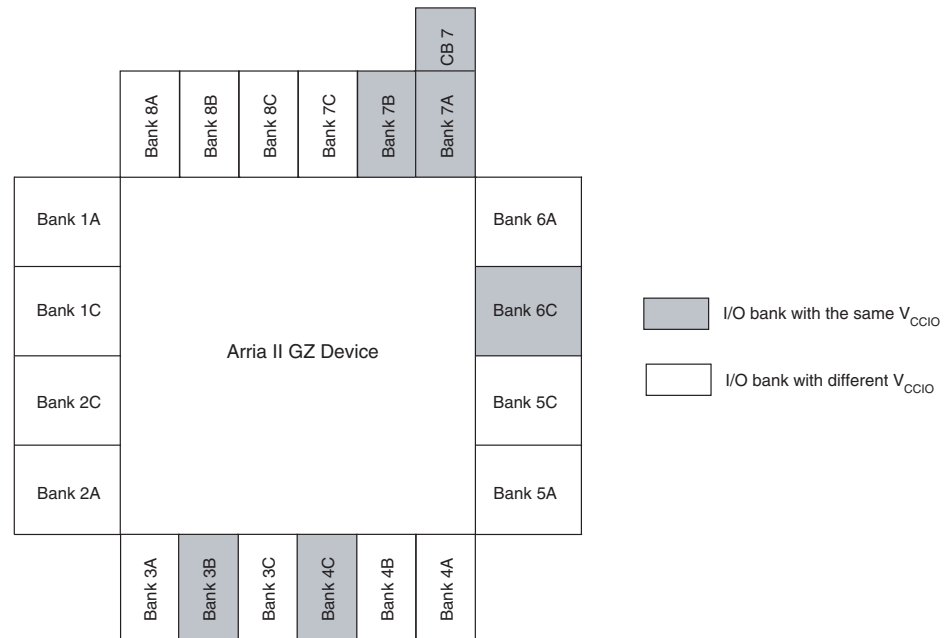 CB 7
Bank 8A
Bank 8B
Bank 8C
Bank 7C
Bank 7B
Bank 7A
Bank 1A
Bank 6A
Bank 1C
Bank 6C
I/O bank with the same VCCIO
Arria II GZ Device
I/O bank with different VCCIO
Bank 2C
Bank 5C
Bank 2A
Bank 5A
Bank 3A
Bank 3B
Bank 3C
Bank 4C
Bank 4B
Bank 4A